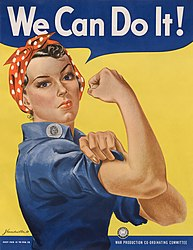 We Can Do It!
WAR PRODUCTION CO-ORDINATING COMMITTEE